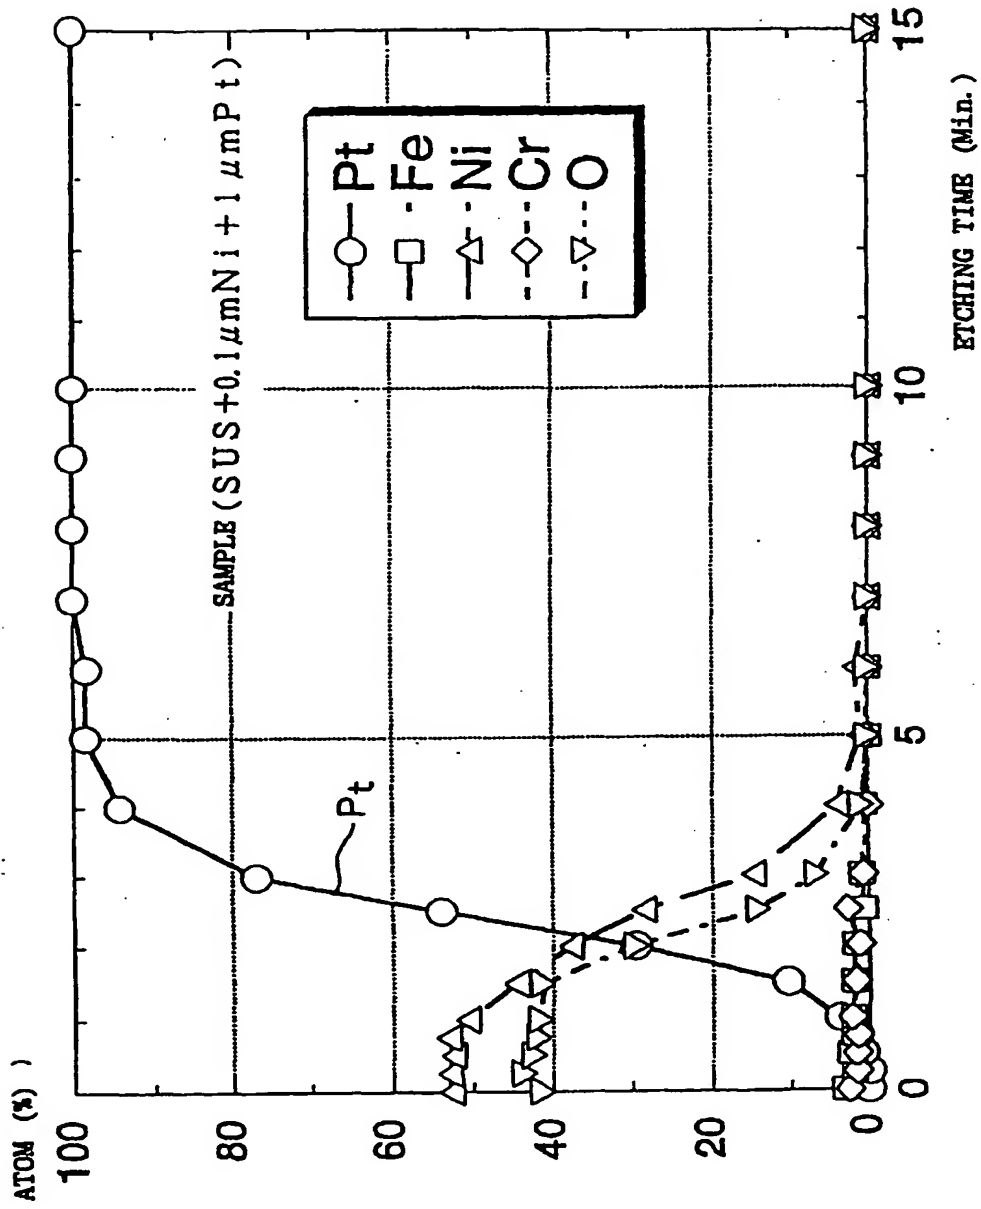 ATOM (%) )
100
80
60
40
20
0
SAMPLE (SUS+0.1μmNi+1μmPt)
Pt
Fe
Ni
Cr
O
Pt
0
5
10
15
ETCHING TIME (Min.)